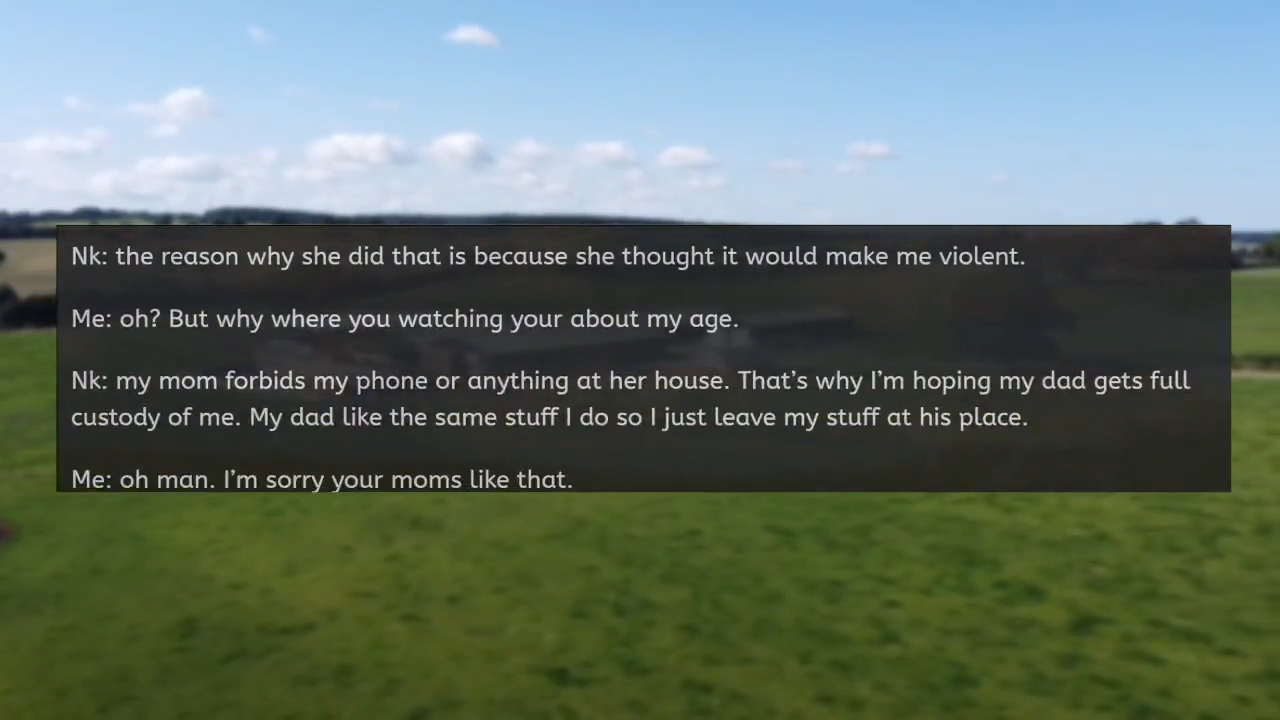 Nk: the reason why she did that is because she thought it would make me violent.
Me: oh? But why where you watching your about my age.
Nk: my mom forbids my phone or anything at her house. That’s why I’m hoping my dad gets full
custody of me. My dad like the same stuff I do so I just leave my stuff at his place.
Me: oh man. I’m sorry your moms like that.